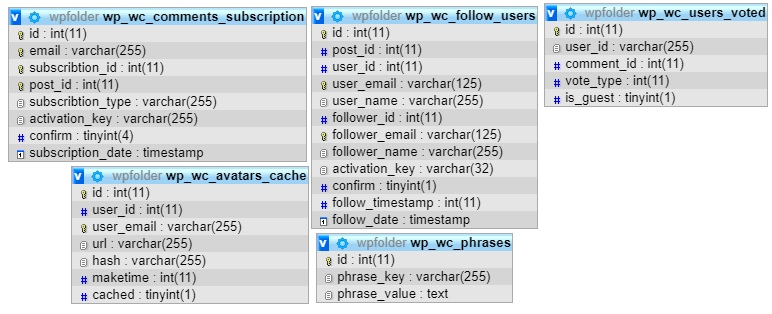 v wpfolder wp_wc_comments_subscription
id : int(11)
email : varchar(255)
subscribtion_id : int(11)
post_id : int(11)
subscribtion_type : varchar(255)
activation_key : varchar(255)
# confirm : tinyint(4)
subscription_date : timestamp
v wpfolder wp_wc_avatars_cache
id : int(11)
# user_id : int(11)
user_email : varchar(255)
url : varchar(255)
hash : varchar(255)
# maketime : int(11)
# cached : tinyint(1)
v wpfolder wp_wc_follow_users
id : int(11)
# post_id : int(11)
# user_id : int(11)
user_email : varchar(125)
user_name : varchar(255)
# follower_id : int(11)
follower_email : varchar(125)
follower_name : varchar(255)
activation_key : varchar(32)
# confirm : tinyint(1)
# follow_timestamp : int(11)
follow_date : timestamp
v wpfolder wp_wc_phrases
id : int(11)
phrase_key : varchar(255)
phrase_value : text
v wpfolder wp_wc_users_voted
id : int(11)
user_id : varchar(255)
# comment_id : int(11)
# vote_type : int(11)
# is_guest : tinyint(1)